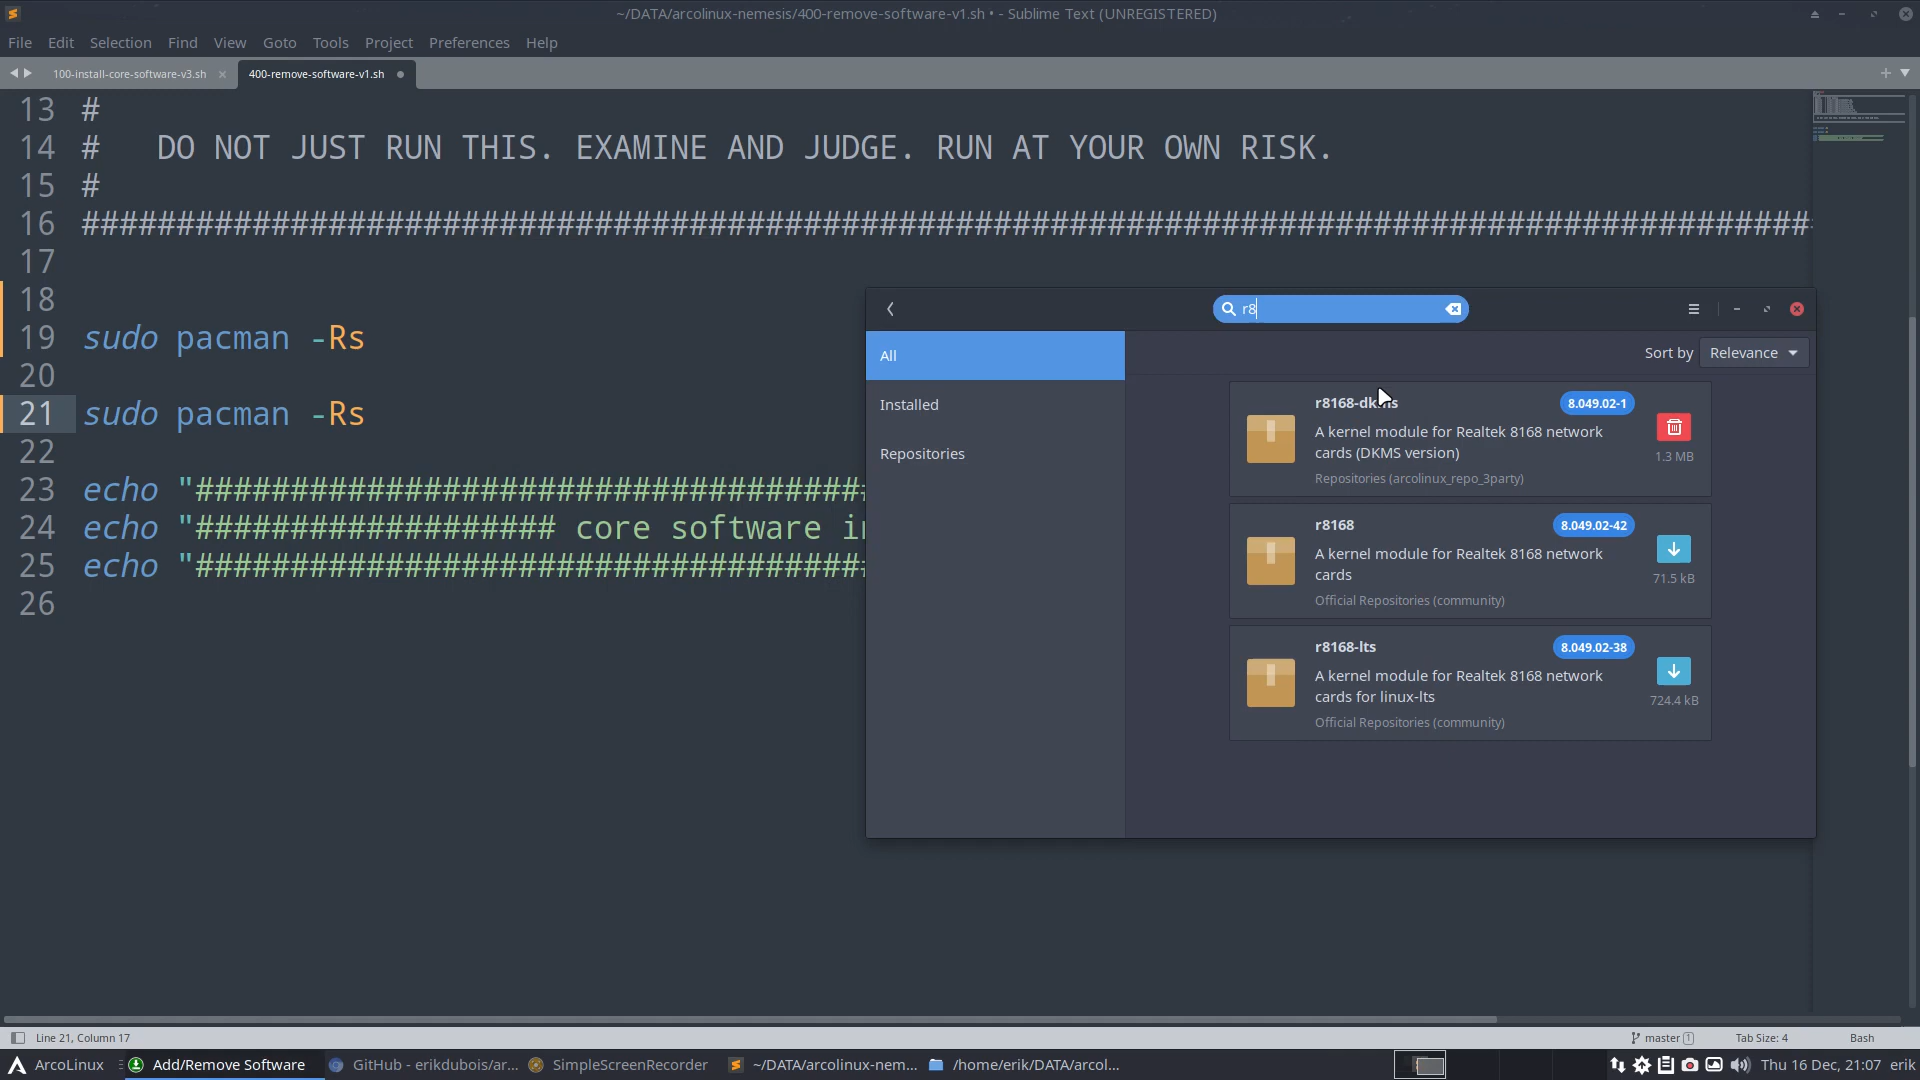 ~/DATA/arcolinux-nemesis/400-remove-software-v1.sh • - Sublime Text (UNREGISTERED)
File Edit Selection Find View Goto Tools Project Preferences Help
100-install-core-software-v3.sh
400-remove-software-v1.sh
13 #
14 # DO NOT JUST RUN THIS. EXAMINE AND JUDGE. RUN AT YOUR OWN RISK.
15 #
16 ###########################################################################################
17
18
19 sudo pacman -Rs
20
21 sudo pacman -Rs
22
23 echo "###################################
24 echo "################### core software in
25 echo "###################################
26
r8
All
Installed
Repositories
Sort by Relevance
8.049.02-1
A kernel module for Realtek 8168 network
cards (DKMS version)
1.3 MB
Repositories (arcolinux_repo_3party)
r8168 8.049.02-42
A kernel module for Realtek 8168 network
cards
71.5 kB
Official Repositories (community)
r8168-lts 8.049.02-38
A kernel module for Realtek 8168 network
cards for linux-lts
724.4 kB
Official Repositories (community)
Line 21, Column 17
master 1
Tab Size: 4
Bash
ArcoLinux
Add/Remove Software
GitHub - erikdubois/ar...
SimpleScreenRecorder
~/DATA/arcolinux-nem...
/home/erik/DATA/arcol...
Thu 16 Dec, 21:07 erik